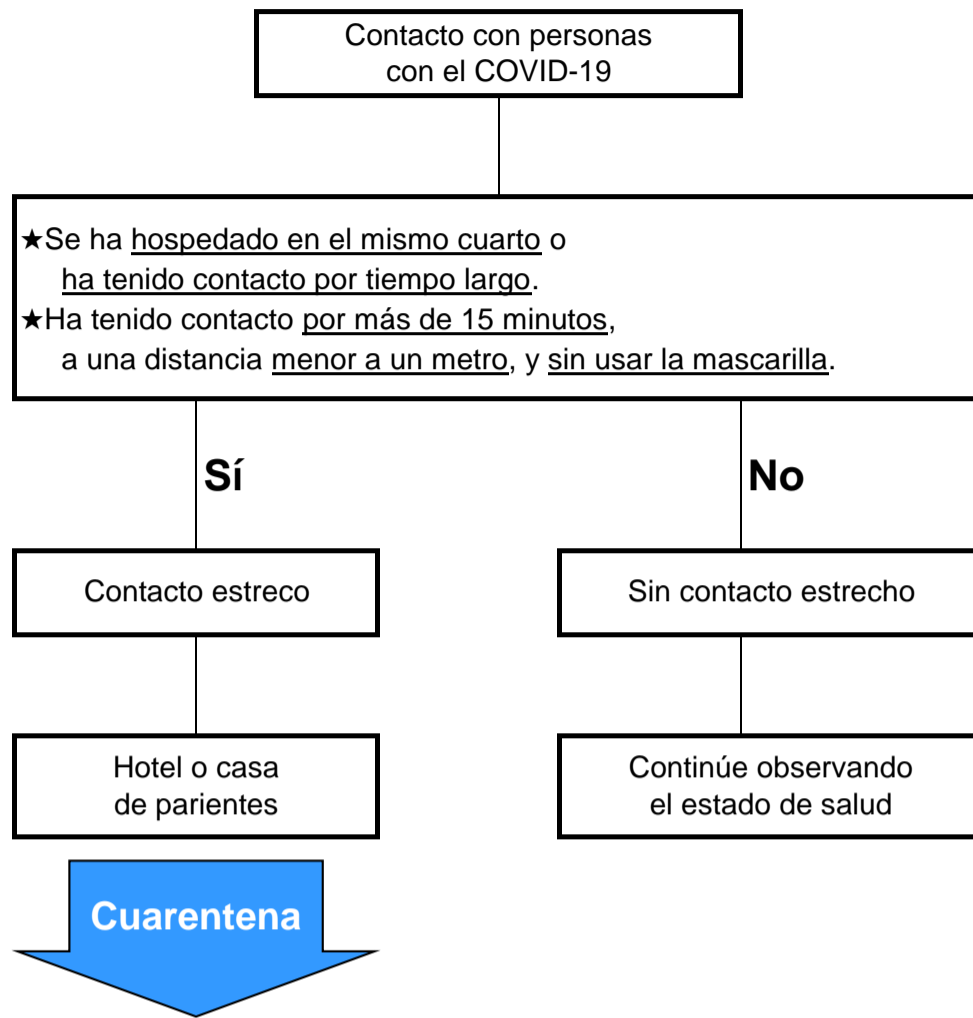 Contacto con personas
con el COVID-19
★Se ha hospedado en el mismo cuarto o
ha tenido contacto por tiempo largo.
★Ha tenido contacto por más de 15 minutos,
a una distancia menor a un metro, y sin usar la mascarilla.
Sí
No
Contacto estreco
Sin contacto estrecho
Hotel o casa
de parientes
Continúe observando
el estado de salud
Cuarentena